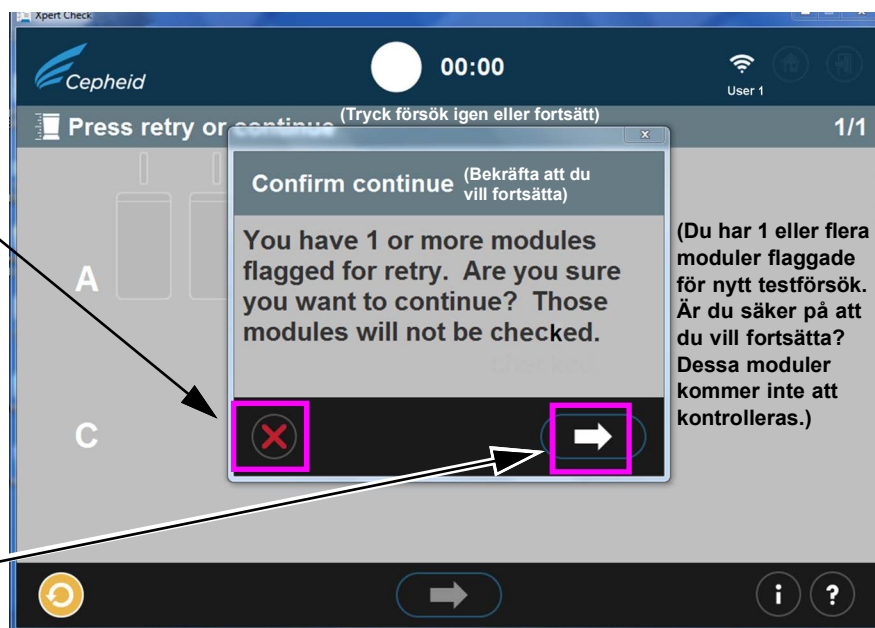 Xpert Check
Cepheid
00:00
User 1
Press retry or continue (Tryck försök igen eller fortsätt)
1/1
Confirm continue (Bekräfta att du
vill fortsätta)
You have 1 or more modules
flagged for retry. Are you sure
you want to continue? Those
modules will not be checked.
(Du har 1 eller flera
moduler flaggade
för nytt testförsök.
Är du säker på att
du vill fortsätta?
Dessa moduler
kommer inte att
kontrolleras.)
A
C
i ?